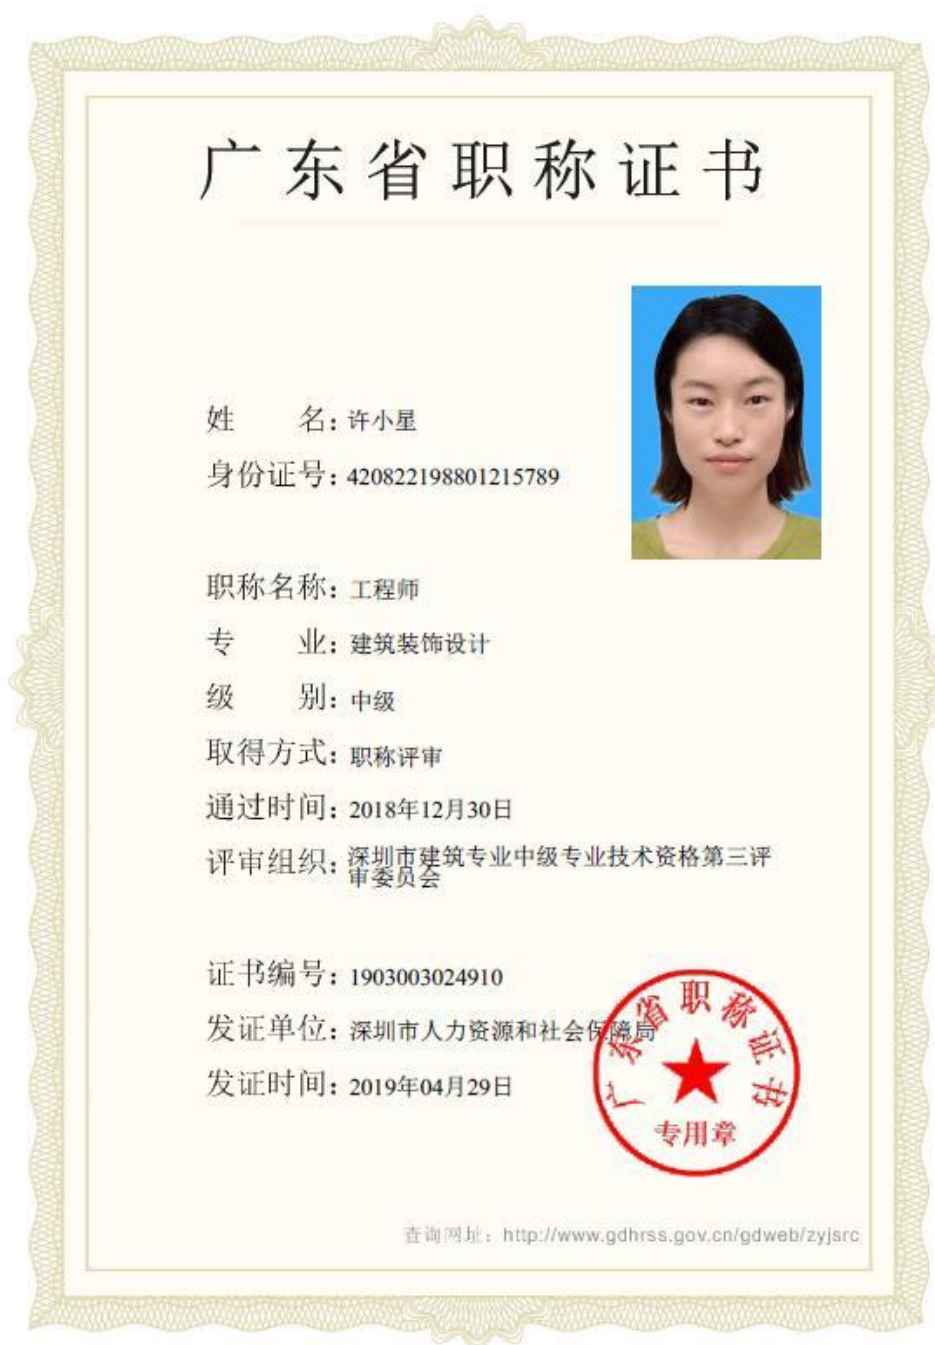 广东省职称证书
姓　　名：许小星
身份证号：420822198801215789
职称名称：工程师
专　　业：建筑装饰设计
级　　别：中级
取得方式：职称评审
通过时间：2018年12月30日
评审组织：深圳市建筑专业中级专业技术资格第三评
审委员会
证书编号：1903003024910
发证单位：深圳市人力资源和社会保障局
发证时间：2019年04月29日
广东省职称证书
专用章
查询网址：http://www.gdhrss.gov.cn/gdweb/zyjsrc